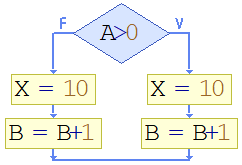 F V
A>0
X = 10 X = 10
B = B+1 B = B+1